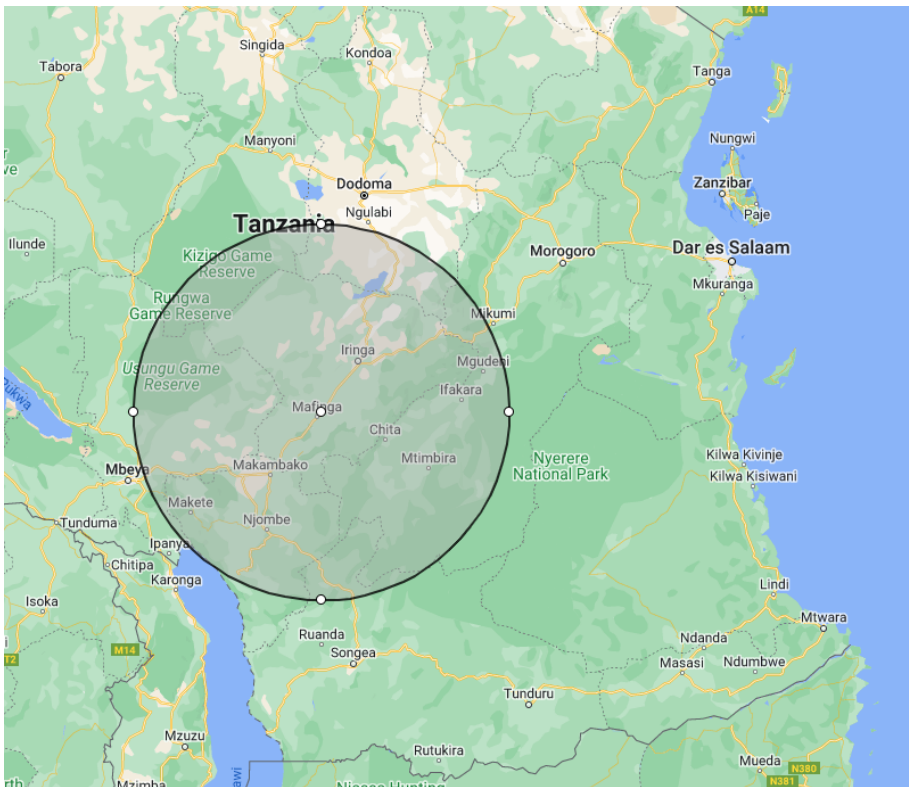 A14
Singida
Kondoa
Tabora
Tanga
Nungwi
Manyoni
Dodoma
Zanzibar
Ngulabi
Paje
Tanzania
Ilunde
Morogoro
Dar es Salaam
Kizigo Game
Reserve
Mkuranga
Rungwa
Game Reserve
Mikumi
Iringa
Mgudeni
Usungu Game
Reserve
Ifakara
Rukwa
Mafinga
Chita
Mtimbira
Nyerere
National Park
Kilwa Kivinje
Kilwa Kisiwani
Makambako
Mbeya
Makete
Njombe
Tunduma
Ipanya
Chitipa
Karonga
Isoka
Lindi
Mtwara
Ruanda
Ndanda
M14
T2
Songea
Masasi
Ndumbwe
Tunduru
Mzuzu
Rutukira
Mueda
N380
N381
Mzimba